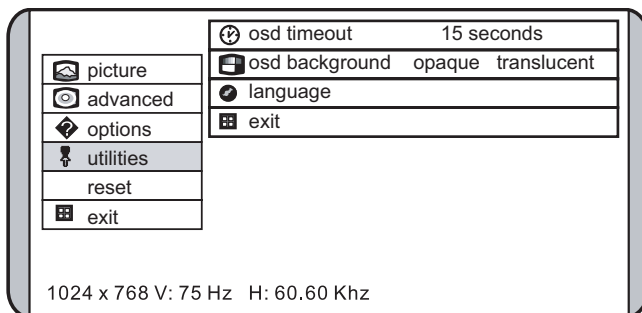 osd timeout 15 seconds
osd background opaque translucent
language
exit
picture
advanced
options
utilities
reset
exit
1024 x 768 V: 75 Hz H: 60.60 Khz